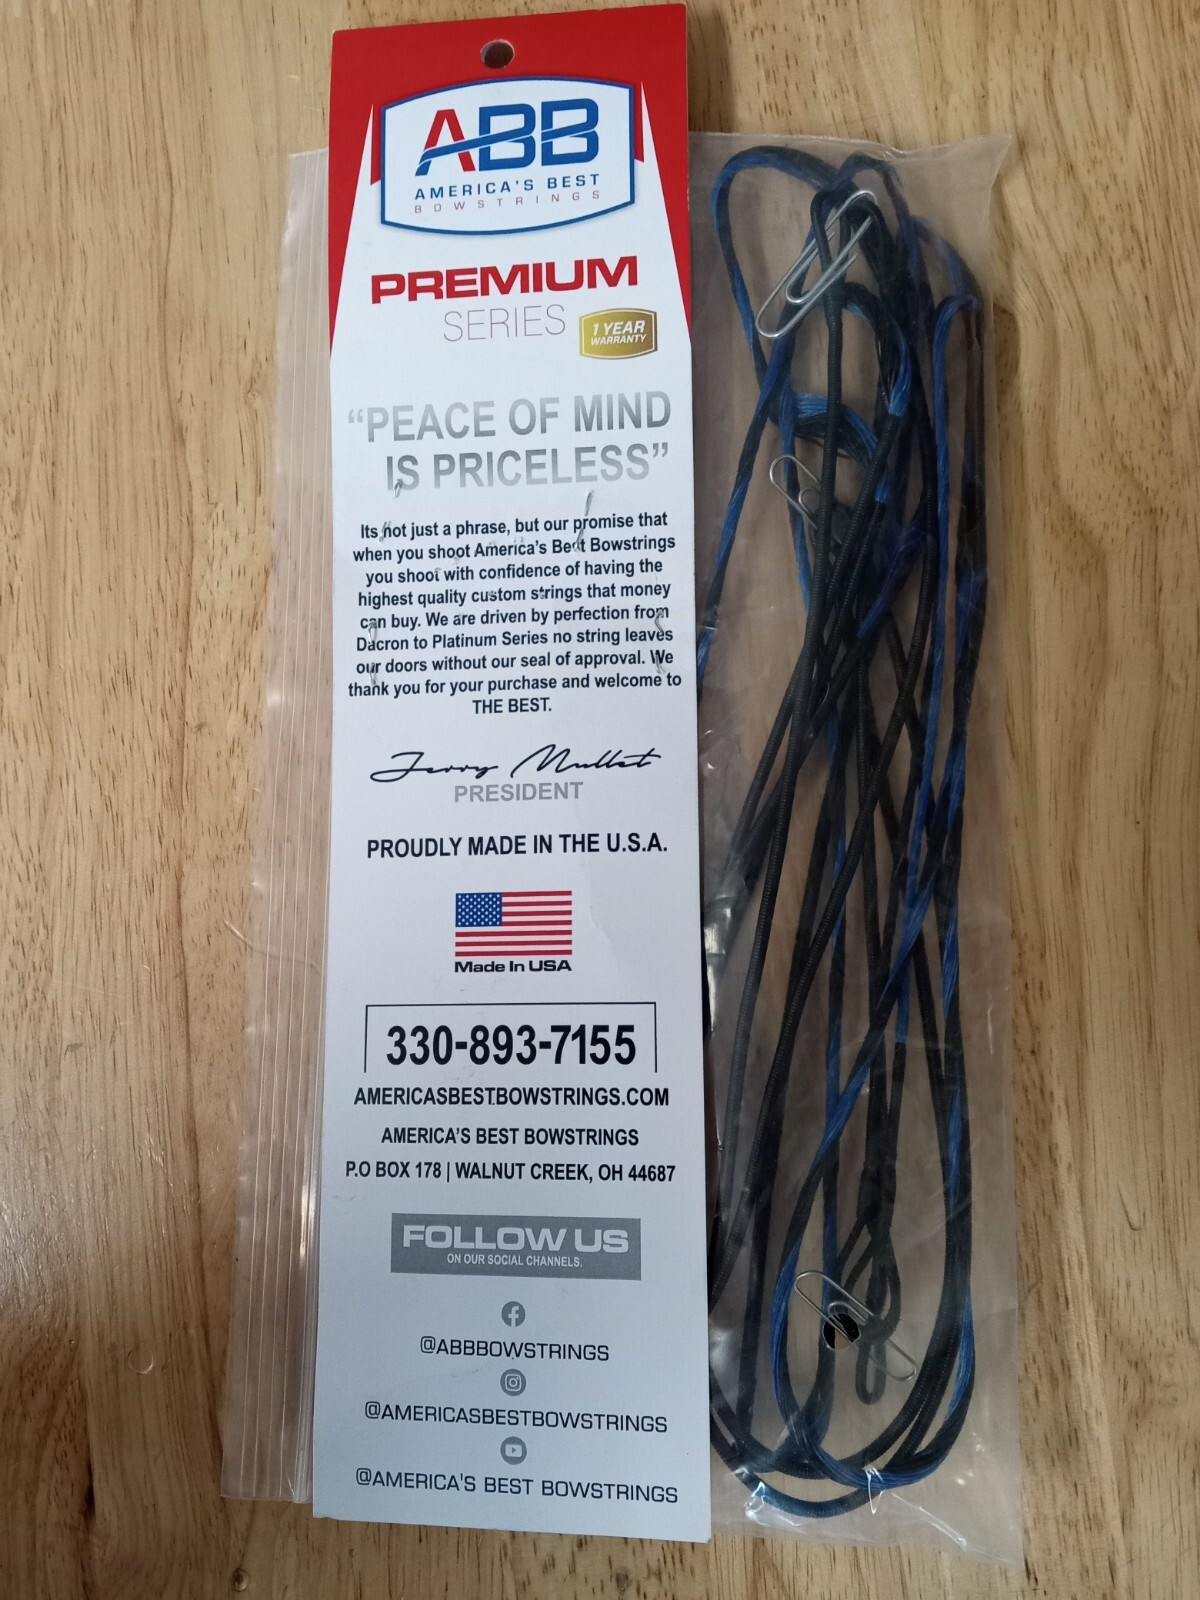 ABB
AMERICA'S BEST
BOWSTRINGS
PREMIUM
SERIES
1 YEAR
WARRANTY
“PEACE OF MIND
IS PRICELESS”
Its not just a phrase, but our promise that
when you shoot America’s Best Bowstrings
you shoot with confidence of having the
highest quality custom strings that money
can buy. We are driven by perfection from
Dacron to Platinum Series no string leaves
our doors without our seal of approval. We
thank you for your purchase and welcome to
THE BEST.
Jerry Mullet
PRESIDENT
PROUDLY MADE IN THE U.S.A.
Made In USA
330-893-7155
AMERICASBESTBOWSTRINGS.COM
AMERICA’S BEST BOWSTRINGS
P.O BOX 178 | WALNUT CREEK, OH 44687
FOLLOW US
ON OUR SOCIAL CHANNELS.
@ABBBOWSTRINGS
@AMERICASBESTBOWSTRINGS
@AMERICA'S BEST BOWSTRINGS